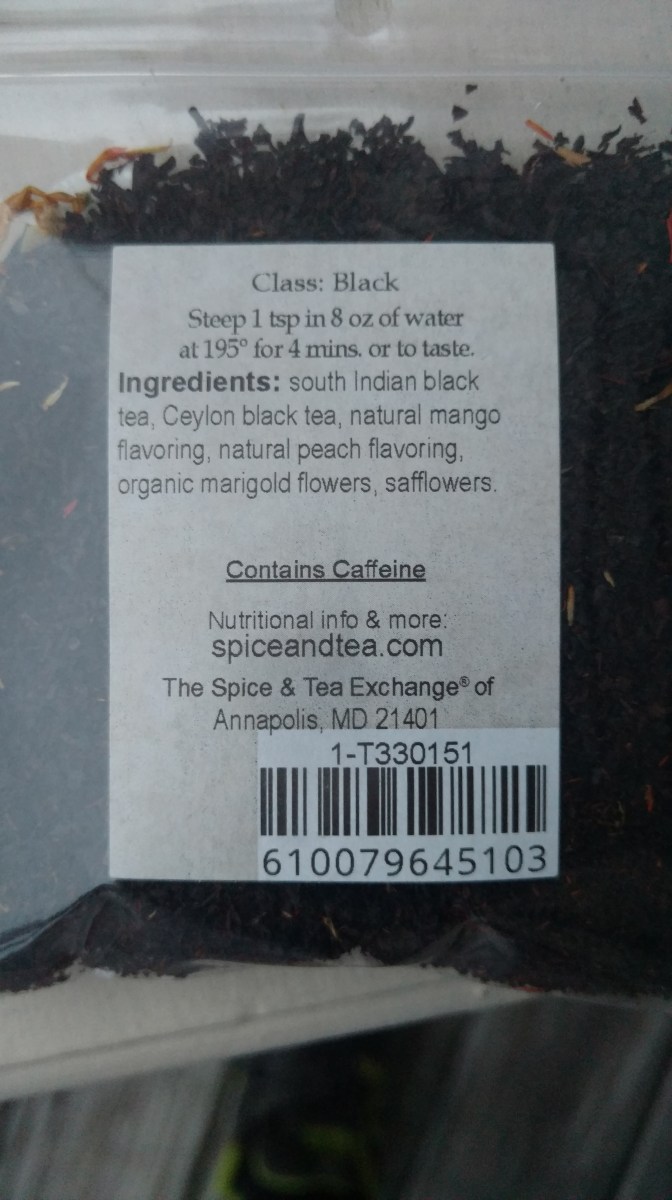 Class: Black
Steep 1 tsp in 8 oz of water
at 195° for 4 mins. or to taste.
Ingredients: south Indian black
tea, Ceylon black tea, natural mango
flavoring, natural peach flavoring,
organic marigold flowers, safflowers.
Contains Caffeine
Nutritional info & more:
spiceandtea.com
The Spice & Tea Exchange® of
Annapolis, MD 21401
1-T330151
610079645103